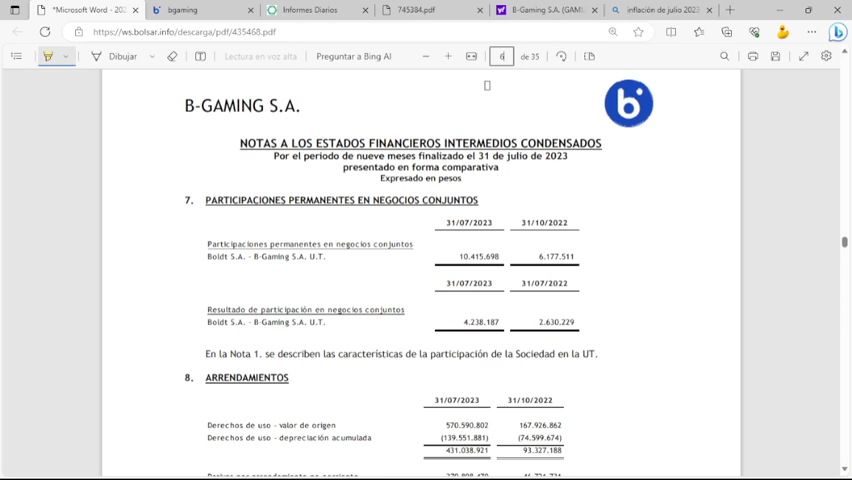 *Microsoft Word - 202
bgaming
Informes Diarios
745384.pdf
B-Gaming S.A. (GAMI
inflación de julio 2023
https://ws.bolsar.info/descarga/pdf/435468.pdf
Dibujar
Lectura en voz alta
Preguntar a Bing AI
6
de 35
B-GAMING S.A.
b
NOTAS A LOS ESTADOS FINANCIEROS INTERMEDIOS CONDENSADOS
Por el período de nueve meses finalizado el 31 de julio de 2023
presentado en forma comparativa
Expresado en pesos
7. PARTICIPACIONES PERMANENTES EN NEGOCIOS CONJUNTOS
31/07/2023 31/10/2022
Participaciones permanentes en negocios conjuntos
Boldt S.A. - B-Gaming S.A. U.T. 10.415.698 6.177.511
31/07/2023 31/07/2022
Resultado de participación en negocios conjuntos
Boldt S.A. - B-Gaming S.A. U.T. 4.238.187 2.630.229
En la Nota 1. se describen las características de la participación de la Sociedad en la UT.
8. ARRENDAMIENTOS
31/07/2023 31/10/2022
Derechos de uso - valor de origen 570.590.802 167.926.862
Derechos de uso - depreciación acumulada (139.551.881) (74.599.674)
431.038.921 93.327.188